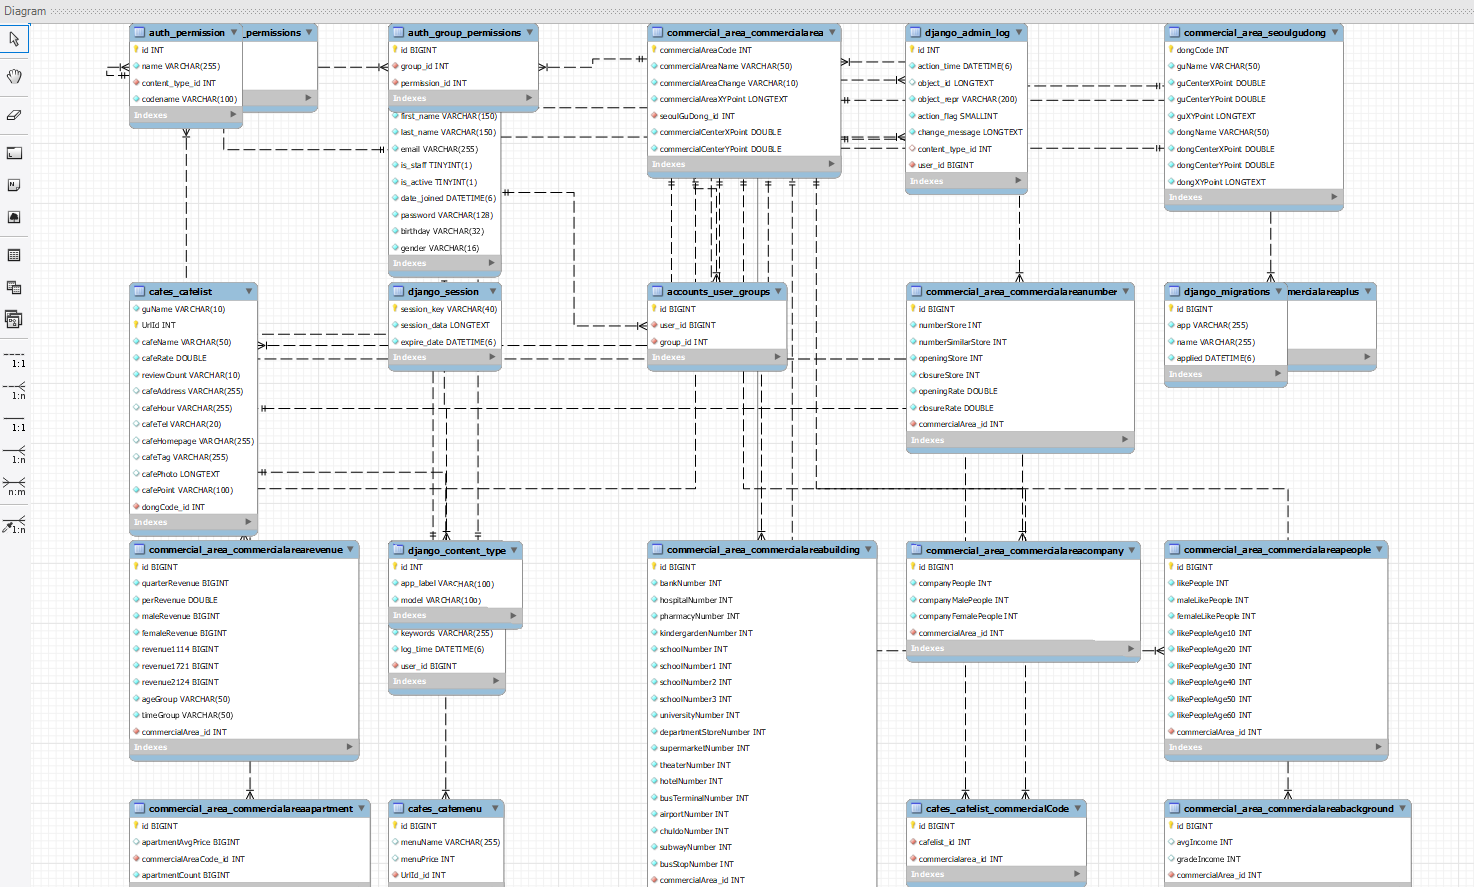 Diagram
auth_permission
_permissions
id INT
name VARCHAR(255)
content_type_id INT
codename VARCHAR(100)
Indexes
auth_group_permissions
id BIGINT
group_id INT
permission_id INT
Indexes
first_name VARCHAR(150)
last_name VARCHAR(150)
email VARCHAR(255)
is_staff TINYINT(1)
is_active TINYINT(1)
date_joined DATETIME(6)
password VARCHAR(128)
birthday VARCHAR(32)
gender VARCHAR(16)
Indexes
commercial_area_commercialarea
commercialAreaCode INT
commercialAreaName VARCHAR(50)
commercialAreaChange VARCHAR(10)
commercialAreaXYPoint LONGTEXT
seoulGuDong_id INT
commercialCenterXPoint DOUBLE
commercialCenterYPoint DOUBLE
Indexes
django_admin_log
id INT
action_time DATETIME(6)
object_id LONGTEXT
object_repr VARCHAR(200)
action_flag SMALLINT
change_message LONGTEXT
content_type_id INT
user_id BIGINT
Indexes
commercial_area_seoulgudong
dongCode INT
guName VARCHAR(50)
guCenterXPoint DOUBLE
guCenterYPoint DOUBLE
guXYPoint LONGTEXT
dongName VARCHAR(50)
dongCenterXPoint DOUBLE
dongCenterYPoint DOUBLE
dongXYPoint LONGTEXT
Indexes
cafes_cafelist
guName VARCHAR(10)
UrlId INT
cafeName VARCHAR(50)
cafeRate DOUBLE
reviewCount VARCHAR(10)
cafeAddress VARCHAR(255)
cafeHour VARCHAR(255)
cafeTel VARCHAR(20)
cafeHomepage VARCHAR(255)
cafeTag VARCHAR(255)
cafePhoto LONGTEXT
cafePoint VARCHAR(100)
dongCode_id INT
Indexes
django_session
session_key VARCHAR(40)
session_data LONGTEXT
expire_date DATETIME(6)
Indexes
accounts_user_groups
id BIGINT
user_id BIGINT
group_id INT
Indexes
commercial_area_commercialareanumber
id BIGINT
numberStore INT
numberSimilarStore INT
openingStore INT
closureStore INT
openingRate DOUBLE
closureRate DOUBLE
commercialArea_id INT
Indexes
django_migrations
mercialareaplus
id BIGINT
app VARCHAR(255)
name VARCHAR(255)
applied DATETIME(6)
Indexes
1:1
1:n
1:1
1:n
n:m
1:n
commercial_area_commercialarearevenue
id BIGINT
quarterRevenue BIGINT
perRevenue DOUBLE
maleRevenue BIGINT
femaleRevenue BIGINT
revenue1114 BIGINT
revenue1721 BIGINT
revenue2124 BIGINT
ageGroup VARCHAR(50)
timeGroup VARCHAR(50)
commercialArea_id INT
Indexes
django_content_type
id INT
app_label VARCHAR(100)
model VARCHAR(100)
Indexes
keywords VARCHAR(255)
log_time DATETIME(6)
user_id BIGINT
Indexes
commercial_area_commercialareabuilding
id BIGINT
bankNumber INT
hospitalNumber INT
pharmacyNumber INT
kindergardenNumber INT
schoolNumber INT
schoolNumber1 INT
schoolNumber2 INT
schoolNumber3 INT
universityNumber INT
departmentStoreNumber INT
supermarketNumber INT
theaterNumber INT
hotelNumber INT
busTerminalNumber INT
airportNumber INT
chuldoNumber INT
subwayNumber INT
busStopNumber INT
commercialArea_id INT
commercial_area_commercialareacompany
id BIGINT
companyPeople INT
companyMalePeople INT
companyFemalePeople INT
commercialArea_id INT
Indexes
commercial_area_commercialareapeople
id BIGINT
likePeople INT
maleLikePeople INT
femaleLikePeople INT
likePeopleAge10 INT
likePeopleAge20 INT
likePeopleAge30 INT
likePeopleAge40 INT
likePeopleAge50 INT
likePeopleAge60 INT
commercialArea_id INT
Indexes
commercial_area_commercialareaapartment
id BIGINT
apartmentAvgPrice BIGINT
commercialAreaCode_id INT
apartmentCount BIGINT
cafes_cafemenu
id BIGINT
menuName VARCHAR(255)
menuPrice INT
UrlId_id INT
cafes_cafelist_commercialCode
id BIGINT
cafelist_id INT
commercialarea_id INT
Indexes
commercial_area_commercialareabackground
id BIGINT
avgIncome INT
gradeIncome INT
commercialArea_id INT